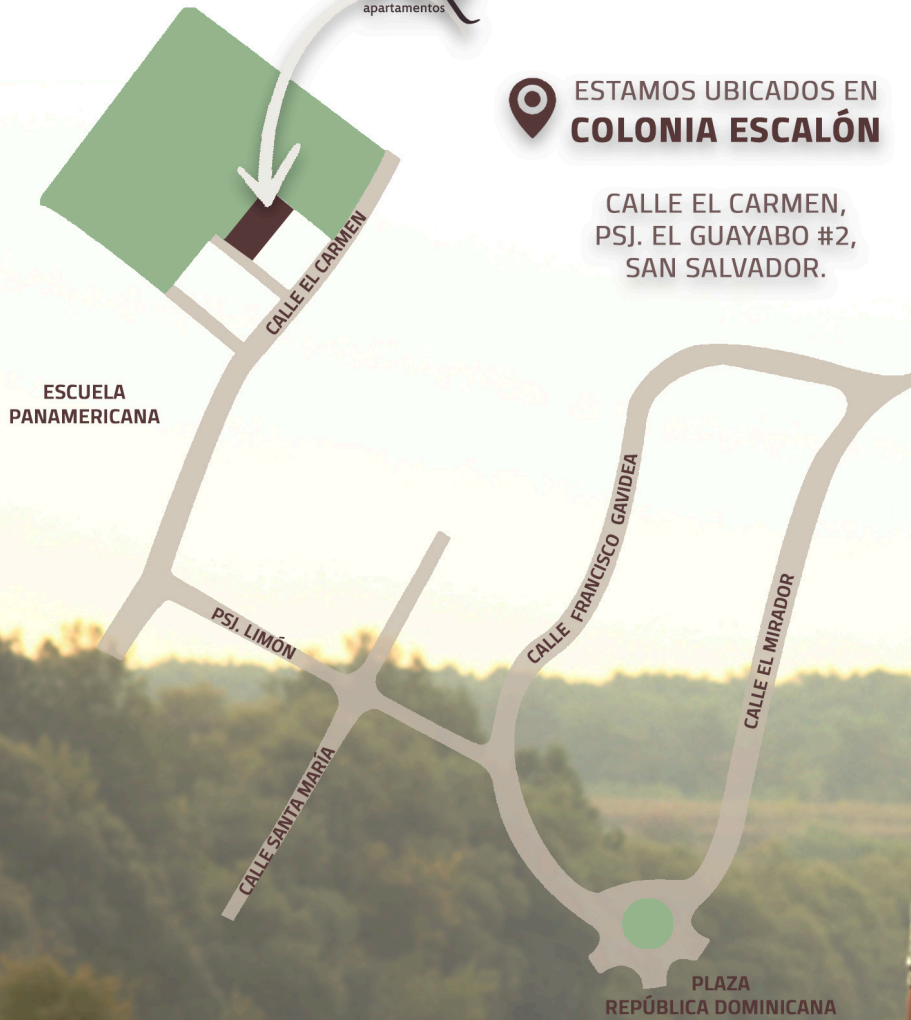 apartamentos
ESTAMOS UBICADOS EN
COLONIA ESCALÓN
CALLE EL CARMEN,
PSJ. EL GUAYABO #2,
SAN SALVADOR.
CALLE EL CARMEN
ESCUELA
PANAMERICANA
CALLE FRANCISCO GAVIDEA
CALLE EL MIRADOR
PSJ. LIMÓN
CALLE SANTA MARÍA
PLAZA
REPÚBLICA DOMINICANA